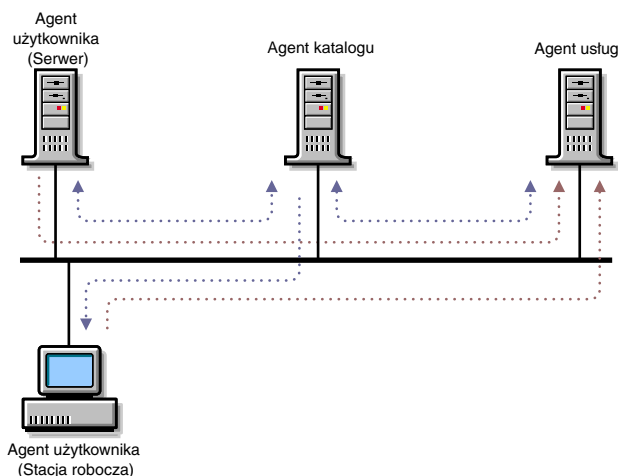 Agent
użytkownika
(Serwer)
Agent katalogu
Agent usług
Agent użytkownika
(Stacja robocza)